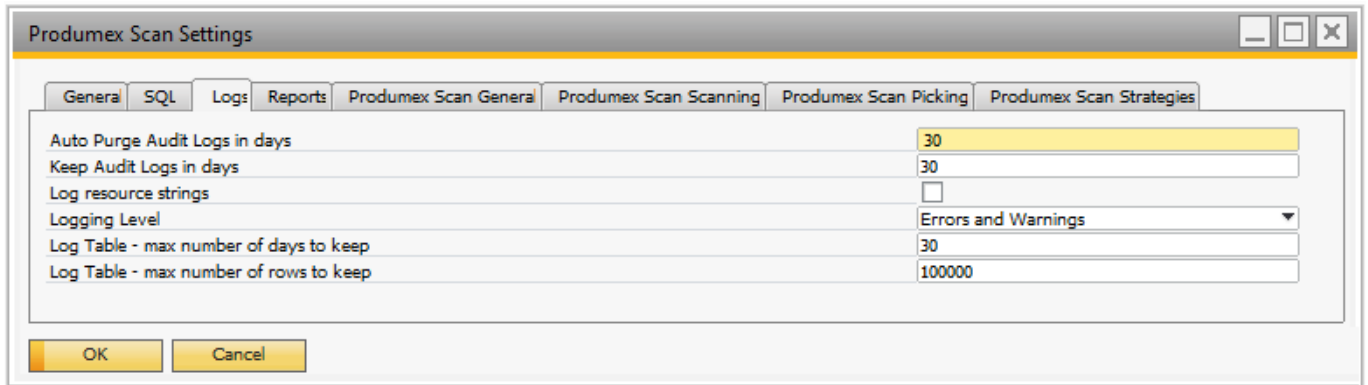 Produmex Scan Settings
General SQL Logs Reports Produmex Scan General Produmex Scan Scanning Produmex Scan Picking Produmex Scan Strategies
Auto Purge Audit Logs in days 30
Keep Audit Logs in days 30
Log resource strings
Logging Level Errors and Warnings
Log Table - max number of days to keep 30
Log Table - max number of rows to keep 100000
OK Cancel